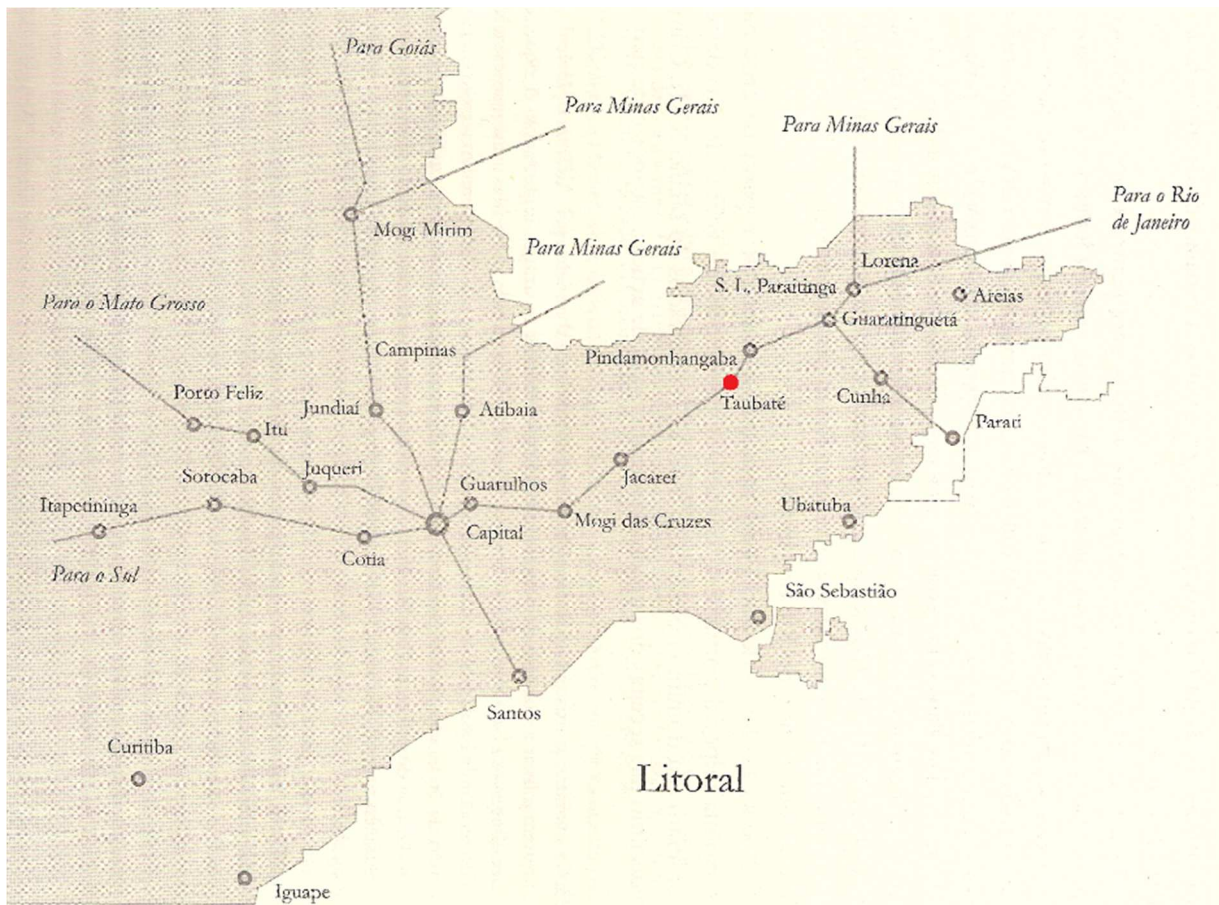 Para Goiás
Para Minas Gerais
Para Minas Gerais
Para o Rio
de Janeiro
Mogi Mirim
Para Minas Gerais
Lorena
S. L. Paraitinga
Areias
Para o Mato Grosso
Guaratinguetá
Campinas
Pindamonhangaba
Porto Feliz
Jundiaí
Atibaia
Taubaté
Cunha
Parati
Itu
Juqueri
Sorocaba
Guarulhos
Jacareí
Itapetininga
Capital
Mogi das Cruzes
Ubatuba
Cotia
Para o Sul
São Sebastião
Santos
Curitiba
Litoral
Iguape